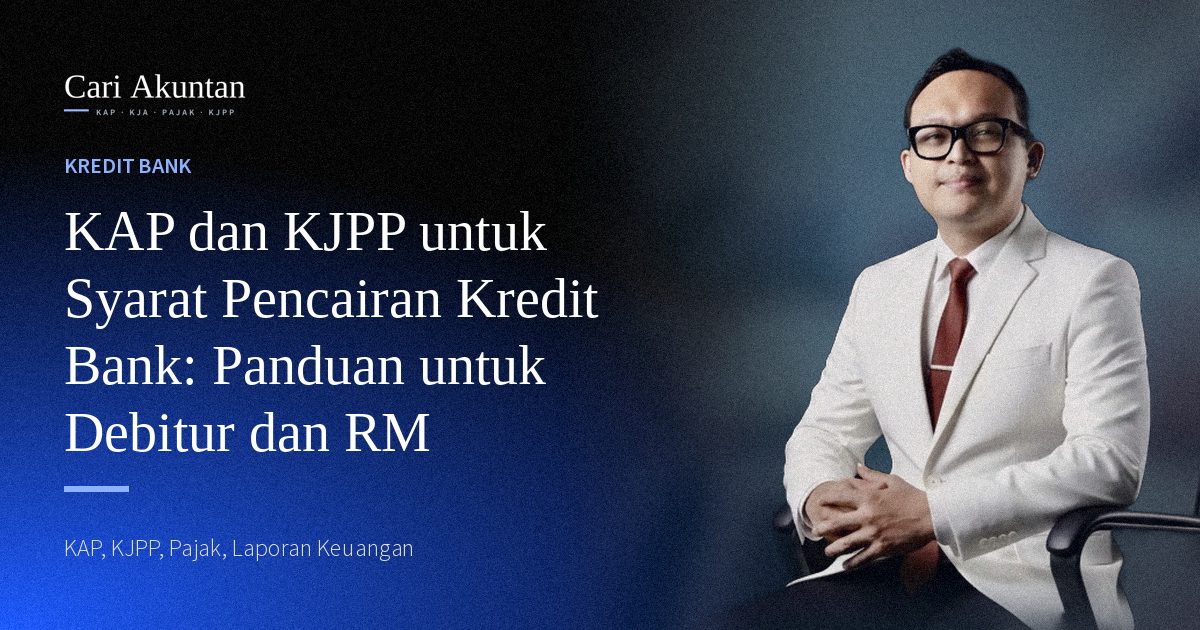 Cari Akuntan
KAP · KJA · PAJAK · KJPP
KREDIT BANK
KAP dan KJPP untuk
Syarat Pencairan Kredit
Bank: Panduan untuk
Debitur dan RM
KAP, KJPP, Pajak, Laporan Keuangan